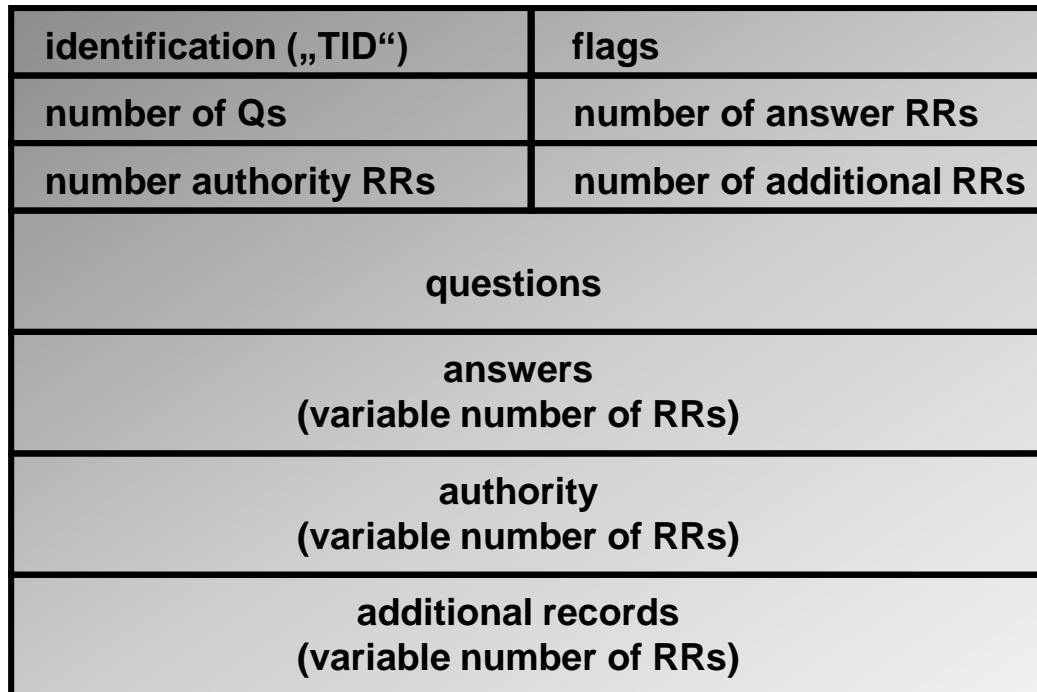 identification („TID“) flags
number of Qs number of answer RRs
number authority RRs number of additional RRs
questions
answers
(variable number of RRs)
authority
(variable number of RRs)
additional records
(variable number of RRs)